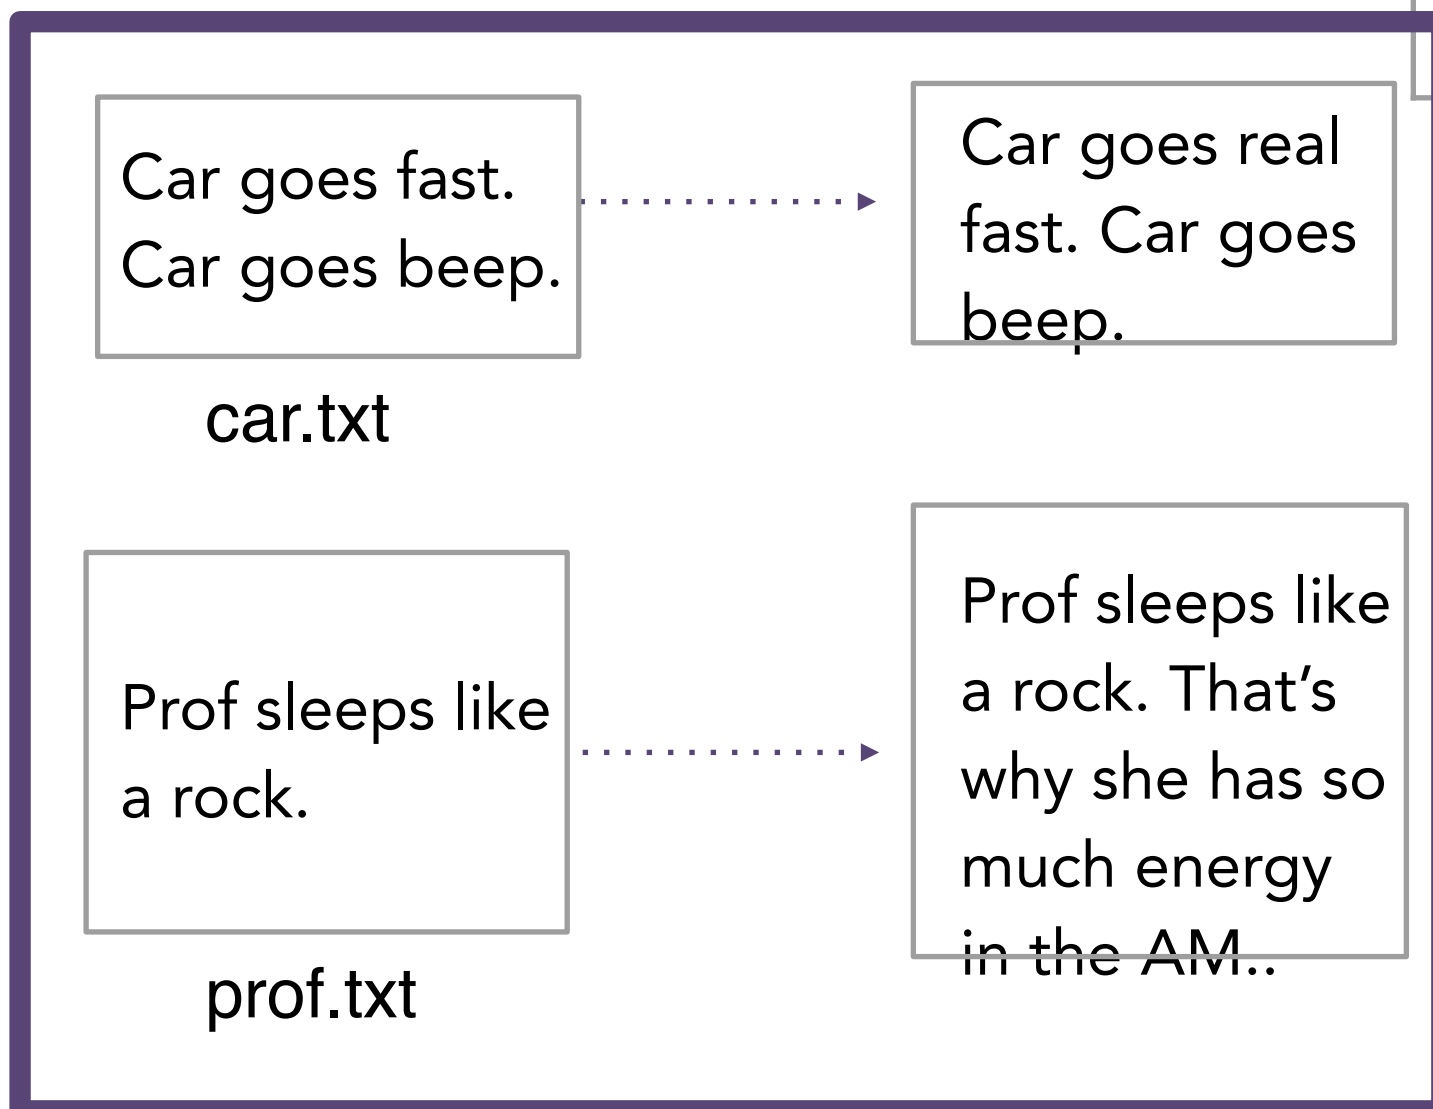 Car goes fast.
Car goes beep.
car.txt
Car goes real
fast. Car goes
beep.
Prof sleeps like
a rock.
prof.txt
Prof sleeps like
a rock. That’s
why she has so
much energy
in the AM..